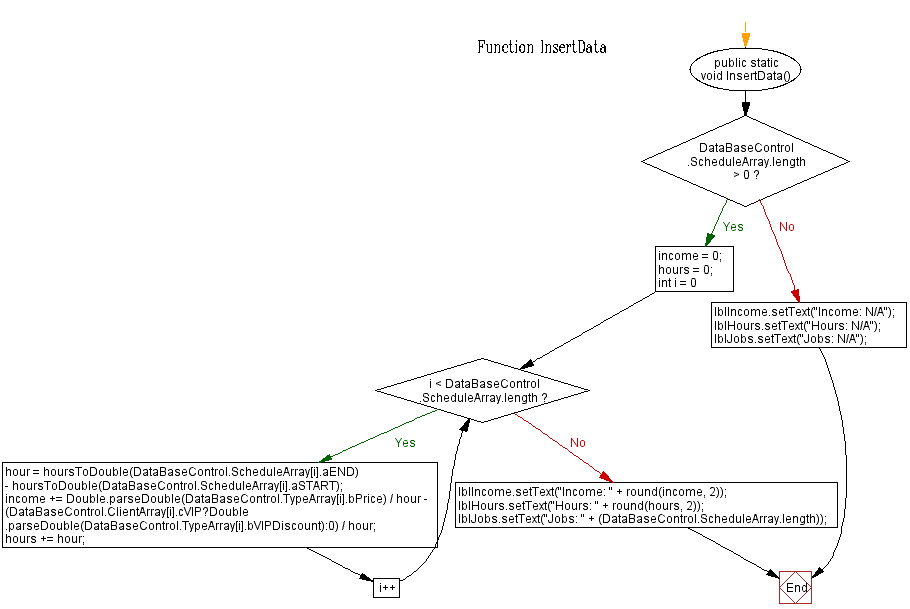 Function InsertData
public static
void InsertData()
DataBaseControl
.ScheduleArray.length
> 0 ?
Yes
No
income = 0;
hours = 0;
int i = 0
lblIncome.setText("Income: N/A");
lblHours.setText("Hours: N/A");
lblJobs.setText("Jobs: N/A");
i < DataBaseControl
.ScheduleArray.length ?
Yes
No
hour = hoursToDouble(DataBaseControl.ScheduleArray[i].aEND)
- hoursToDouble(DataBaseControl.ScheduleArray[i].aSTART);
income += Double.parseDouble(DataBaseControl.TypeArray[i].bPrice) / hour -
(DataBaseControl.ClientArray[i].cVIP?Double
.parseDouble(DataBaseControl.TypeArray[i].bVIPDiscount):0) / hour;
hours += hour;
lblIncome.setText("Income: " + round(income, 2));
lblHours.setText("Hours: " + round(hours, 2));
lblJobs.setText("Jobs: " + (DataBaseControl.ScheduleArray.length));
i++
End